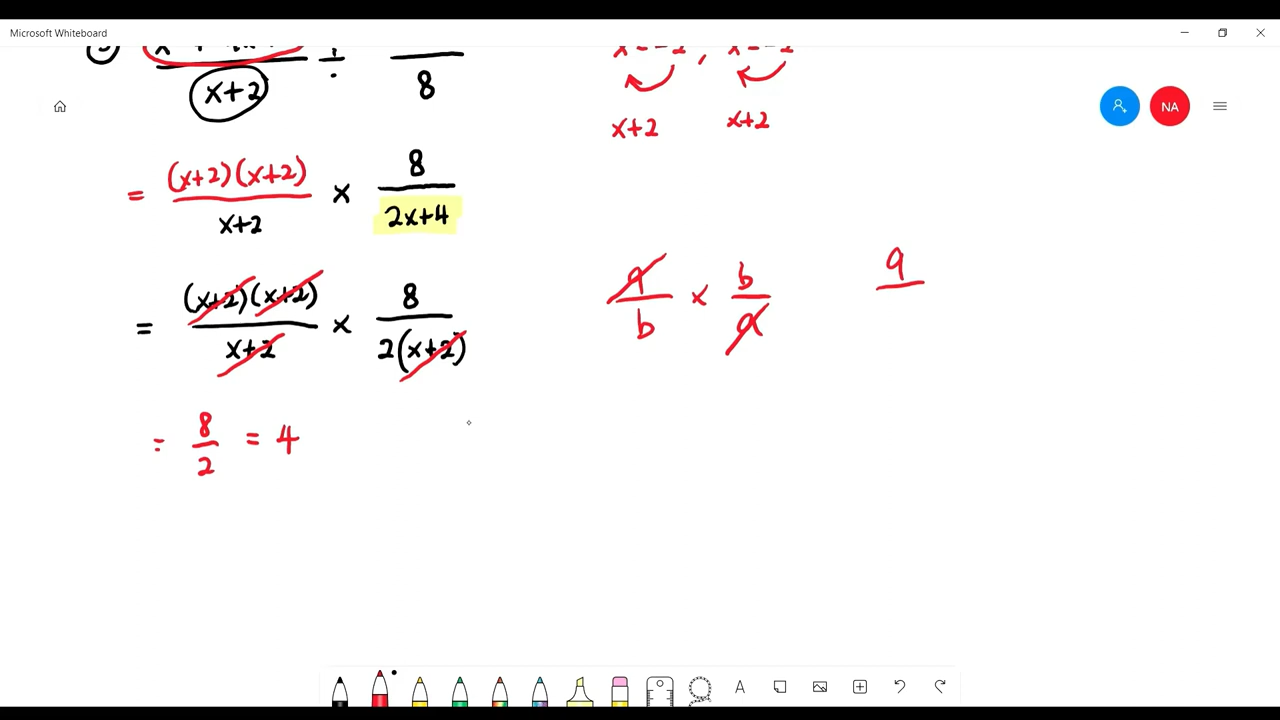 Microsoft Whiteboard
x+2 ÷ 8
x+2 x+2
NA
= (x+2)(x+2) / x+2 × 8 / 2x+4
= (x+2)(x+2) / x+2 × 8 / 2(x+2)
a / b × b / a
a
= 8 / 2 = 4
A